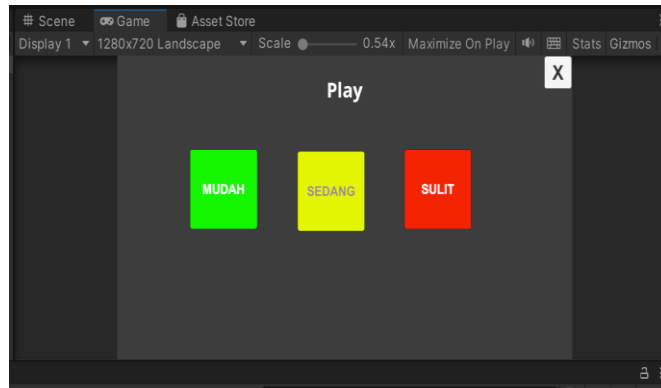 Scene Game Asset Store
Display 1 1280x720 Landscape Scale 0.54x Maximize On Play Stats Gizmos
X
Play
MUDAH SEDANG SULIT